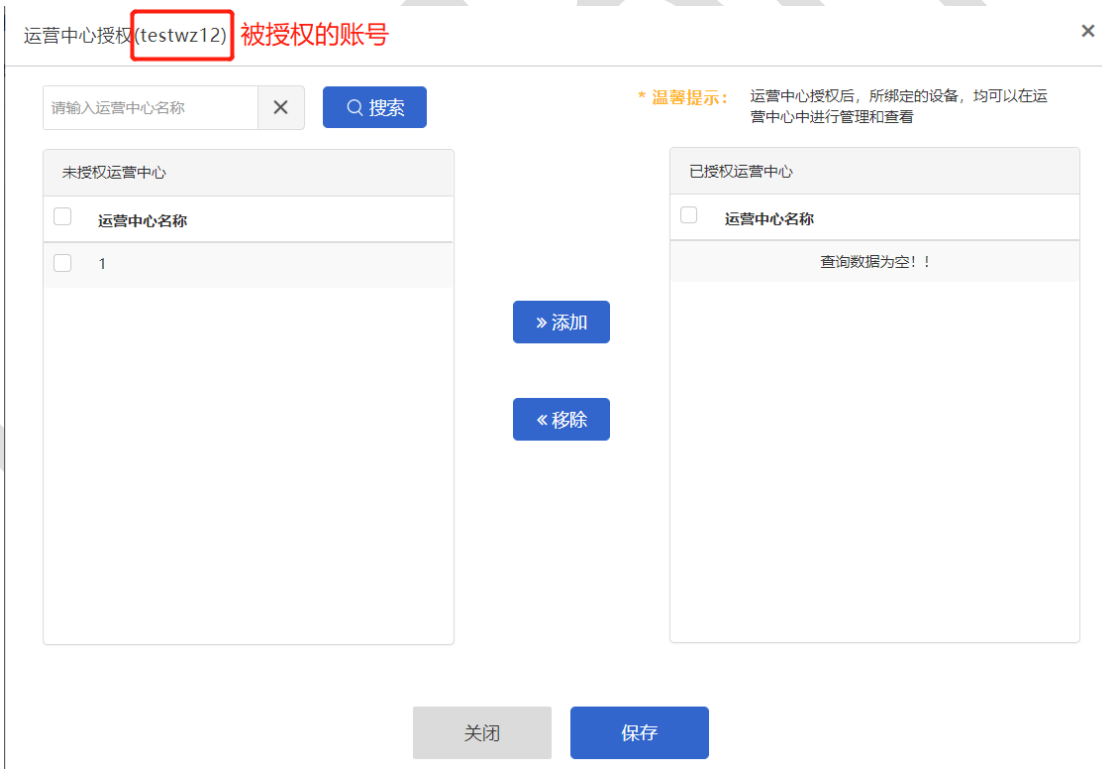 运营中心授权(testwz12) 被授权的账号
请输入运营中心名称
搜索
* 温馨提示：
运营中心授权后，所绑定的设备，均可以在运
营中心中进行管理和查看
未授权运营中心
运营中心名称
1
添加
移除
已授权运营中心
运营中心名称
查询数据为空！！
关闭
保存